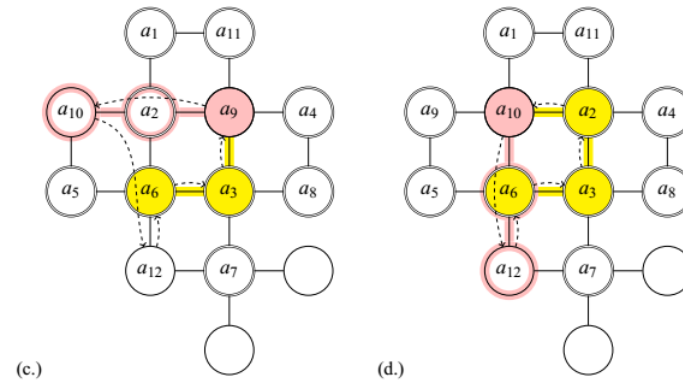 a1 a11 a1 a11
a10 a2 a9 a4 a9 a10 a2 a4
a5 a6 a3 a8 a5 a6 a3 a8
a12 a7 a12 a7
(c.) (d.)